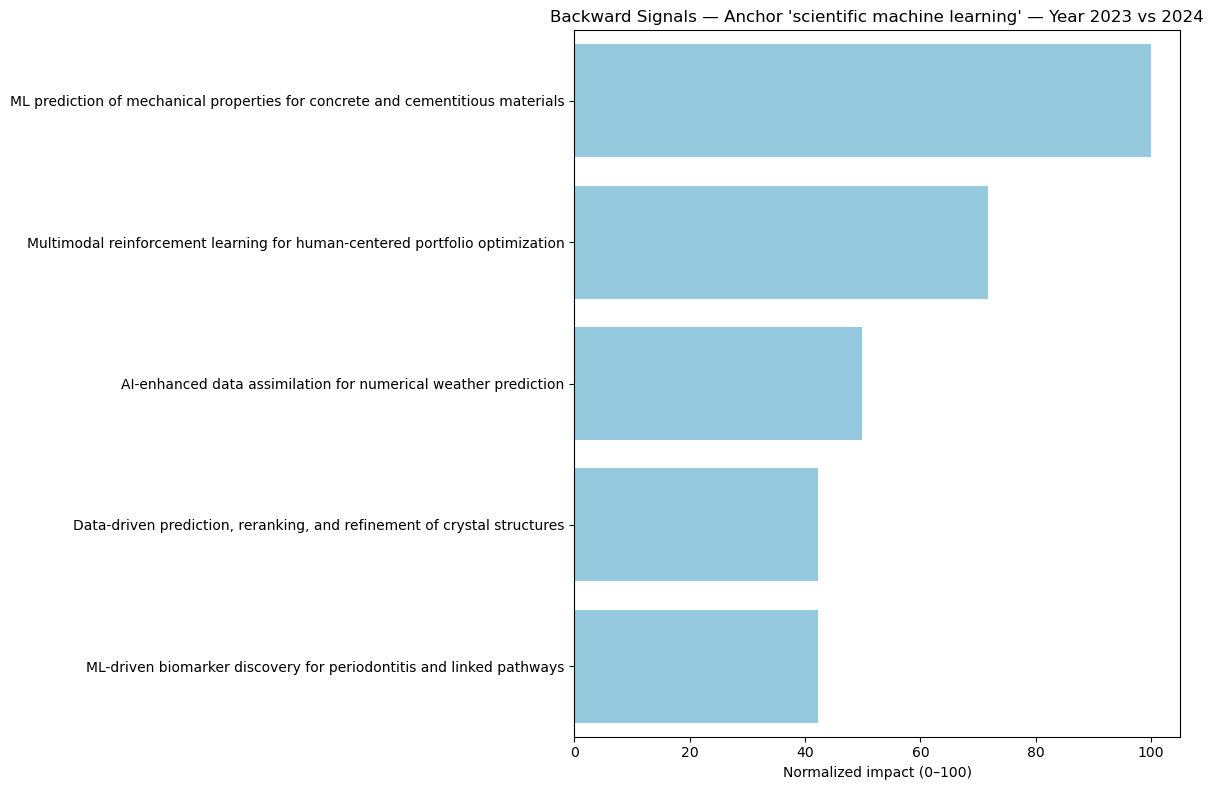 Backward Signals — Anchor 'scientific machine learning' — Year 2023 vs 2024
ML prediction of mechanical properties for concrete and cementitious materials
Multimodal reinforcement learning for human-centered portfolio optimization
AI-enhanced data assimilation for numerical weather prediction
Data-driven prediction, reranking, and refinement of crystal structures
ML-driven biomarker discovery for periodontitis and linked pathways
0 20 40 60 80 100
Normalized impact (0–100)